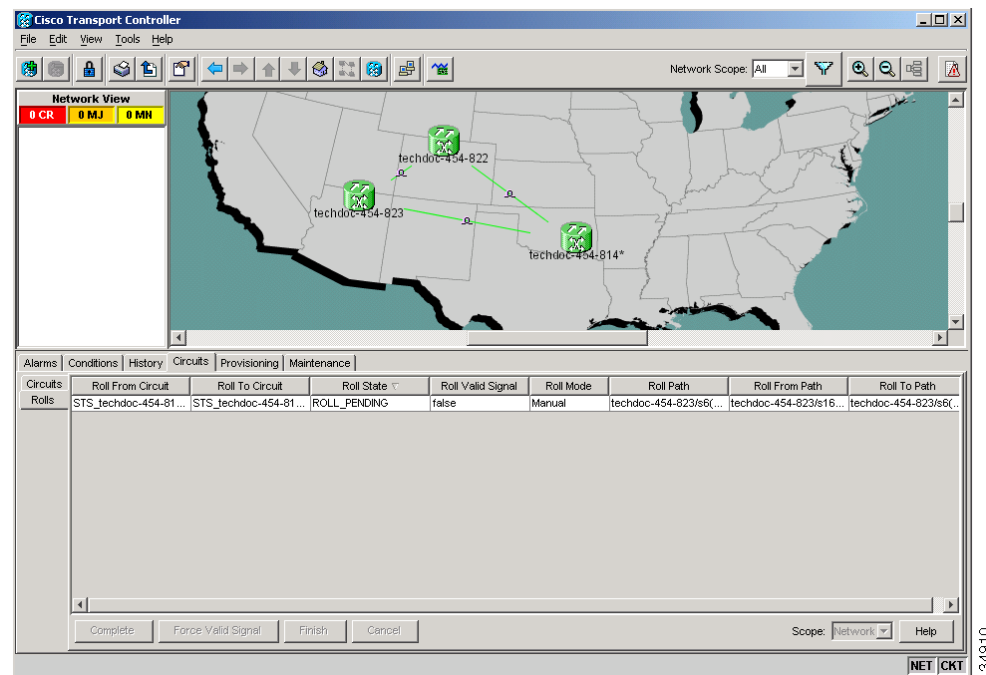 Cisco Transport Controller
File Edit View Tools Help
Network Scope: All
Network View
0 CR 0 MJ 0 MN
techdoc-454-822
techdoc-454-823
techdoc-454-814*
Alarms Conditions History Circuits Provisioning Maintenance
Circuits
Rolls
Roll From Circuit Roll To Circuit Roll State Roll Valid Signal Roll Mode Roll Path Roll From Path Roll To Path
STS_techdoc-454-81... STS_techdoc-454-81... ROLL_PENDING false Manual techdoc-454-823/s6(... techdoc-454-823/s16... techdoc-454-823/s6(..
Complete Force Valid Signal Finish Cancel Scope: Network Help
NET CKT
34910